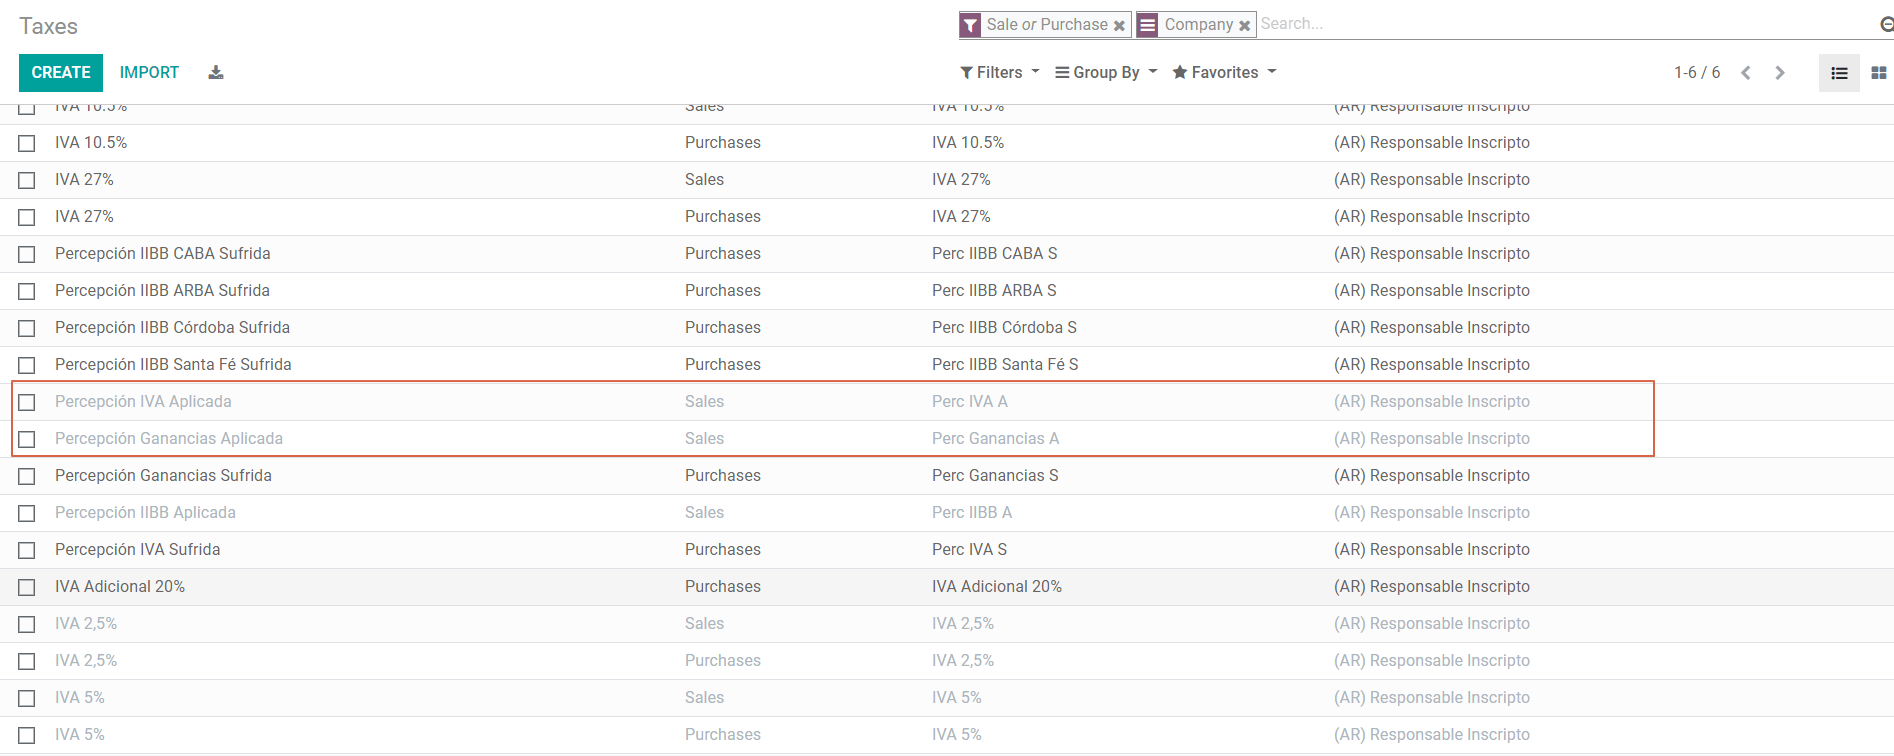 Taxes
Sale or Purchase Company Search...
CREATE IMPORT Filters Group By Favorites 1-6 / 6
IVA 10.5% Sales IVA 10.5% (AR) Responsable Inscripto
IVA 10.5% Purchases IVA 10.5% (AR) Responsable Inscripto
IVA 27% Sales IVA 27% (AR) Responsable Inscripto
IVA 27% Purchases IVA 27% (AR) Responsable Inscripto
Percepción IIBB CABA Sufrida Purchases Perc IIBB CABA S (AR) Responsable Inscripto
Percepción IIBB ARBA Sufrida Purchases Perc IIBB ARBA S (AR) Responsable Inscripto
Percepción IIBB Córdoba Sufrida Purchases Perc IIBB Córdoba S (AR) Responsable Inscripto
Percepción IIBB Santa Fé Sufrida Purchases Perc IIBB Santa Fé S (AR) Responsable Inscripto
Percepción IVA Aplicada Sales Perc IVA A (AR) Responsable Inscripto
Percepción Ganancias Aplicada Sales Perc Ganancias A (AR) Responsable Inscripto
Percepción Ganancias Sufrida Purchases Perc Ganancias S (AR) Responsable Inscripto
Percepción IIBB Aplicada Sales Perc IIBB A (AR) Responsable Inscripto
Percepción IVA Sufrida Purchases Perc IVA S (AR) Responsable Inscripto
IVA Adicional 20% Purchases IVA Adicional 20% (AR) Responsable Inscripto
IVA 2,5% Sales IVA 2,5% (AR) Responsable Inscripto
IVA 2,5% Purchases IVA 2,5% (AR) Responsable Inscripto
IVA 5% Sales IVA 5% (AR) Responsable Inscripto
IVA 5% Purchases IVA 5% (AR) Responsable Inscripto